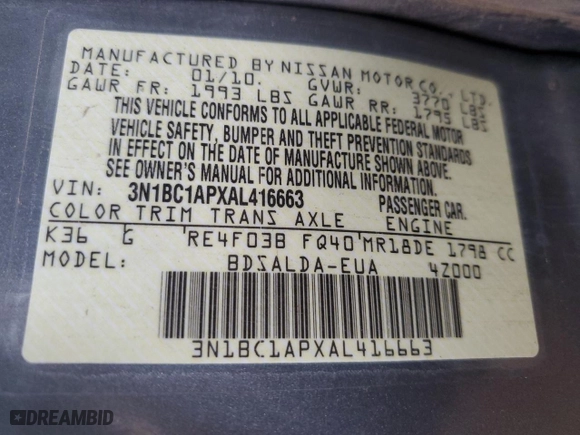 MANUFACTURED BY NISSAN MOTOR CO., LTD.
DATE: 01/10. GVWR: 3770 LBS
GAWR FR: 1993 LBS GAWR RR: 1795 LBS
THIS VEHICLE CONFORMS TO ALL APPLICABLE FEDERAL MOTOR
VEHICLE SAFETY, BUMPER AND THEFT PREVENTION STANDARDS
IN EFFECT ON THE DATE OF MANUFACTURE SHOWN ABOVE.
SEE OWNER'S MANUAL FOR ADDITIONAL INFORMATION.
VIN: 3N1BC1APXAL416663 PASSENGER CAR.
COLOR TRIM TRANS AXLE ENGINE
K36 G RE4F03B FQ40 MR18DE 1798 CC
MODEL: BDSALDA-EUA 4Z000
3N1BC1APXAL416663
DREAMBID